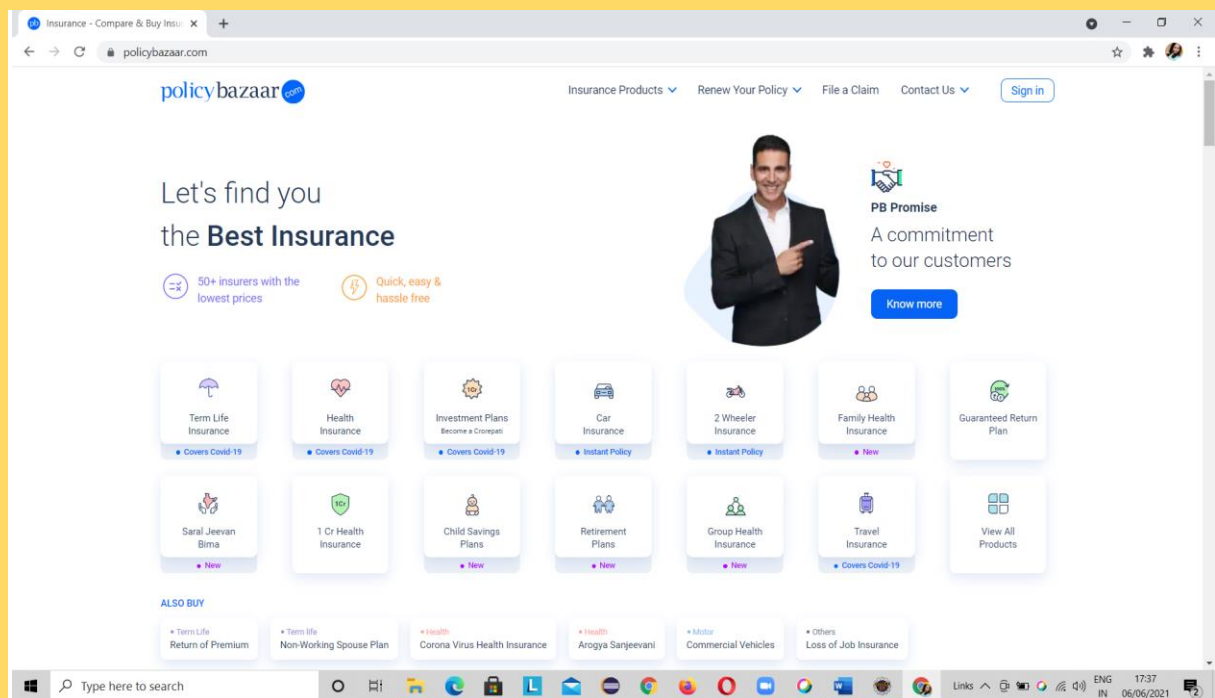 Insurance - Compare & Buy Insu
policybazaar.com
policybazaar com
Insurance Products
Renew Your Policy
File a Claim
Contact Us
Sign in
Let's find you
the Best Insurance
50+ insurers with the
lowest prices
Quick, easy &
hassle free
PB Promise
A commitment
to our customers
Know more
Term Life
Insurance
Covers Covid-19
Health
Insurance
Covers Covid-19
1Cr
Investment Plans
Become a Crorepati
Covers Covid-19
Car
Insurance
Instant Policy
2 Wheeler
Insurance
Instant Policy
Family Health
Insurance
New
100%
Guaranteed Return
Plan
Saral Jeevan
Bima
New
1Cr
1 Cr Health
Insurance
Child Savings
Plans
New
Retirement
Plans
New
Group Health
Insurance
New
Travel
Insurance
Covers Covid-19
View All
Products
ALSO BUY
Term Life
Return of Premium
Term life
Non-Working Spouse Plan
Health
Corona Virus Health Insurance
Health
Arogya Sanjeevani
Motor
Commercial Vehicles
Others
Loss of Job Insurance
Type here to search
Links
ENG
IN
17:37
06/06/2021
2